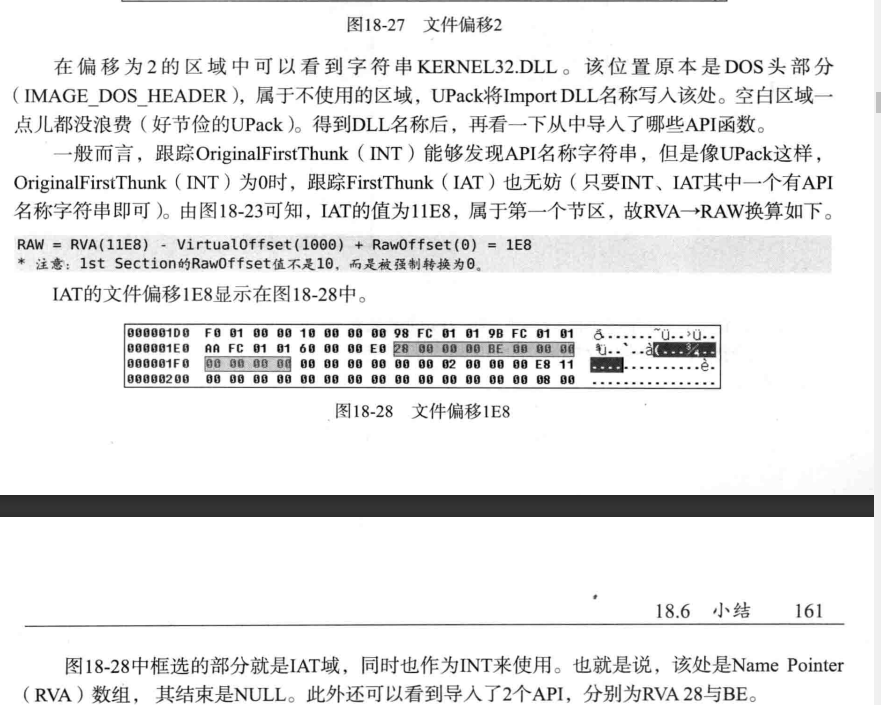 图18-27 文件偏移2
在偏移为2的区域中可以看到字符串KERNEL32.DLL。该位置原本是DOS头部分
（IMAGE_DOS_HEADER），属于不使用的区域，UPack将Import DLL名称写入该处。空白区域一
点儿都没浪费（好节俭的UPack）。得到DLL名称后，再看一下从中导入了哪些API函数。
一般而言，跟踪OriginalFirstThunk（INT）能够发现API名称字符串，但是像UPack这样，
OriginalFirstThunk（INT）为0时，跟踪FirstThunk（IAT）也无妨（只要INT、IAT其中一个有API
名称字符串即可）。由图18-23可知，IAT的值为11E8，属于第一个节区，故RVA→RAW换算如下。
RAW = RVA(11E8) - VirtualOffset(1000) + RawOffset(0) = 1E8
* 注意：1st Section的RawOffset值不是10，而是被强制转换为0。
IAT的文件偏移1E8显示在图18-28中。
000001D0 F0 01 00 00 10 00 00 00 98 FC 01 01 9B FC 01 01 ð.......˜ü..›ü..
000001E0 AA FC 01 01 60 00 00 E0 28 00 00 00 BE 00 00 00 ªü..`..à(...¾...
000001F0 00 00 00 00 00 00 00 00 00 00 02 00 00 00 E8 11 ..............è.
00000200 00 00 00 00 00 00 00 00 00 00 00 00 00 00 08 00 ................
图18-28 文件偏移1E8
18.6 小结 161
图18-28中框选的部分就是IAT域，同时也作为INT来使用。也就是说，该处是Name Pointer
（RVA）数组， 其结束是NULL。此外还可以看到导入了2个API，分别为RVA 28与BE。